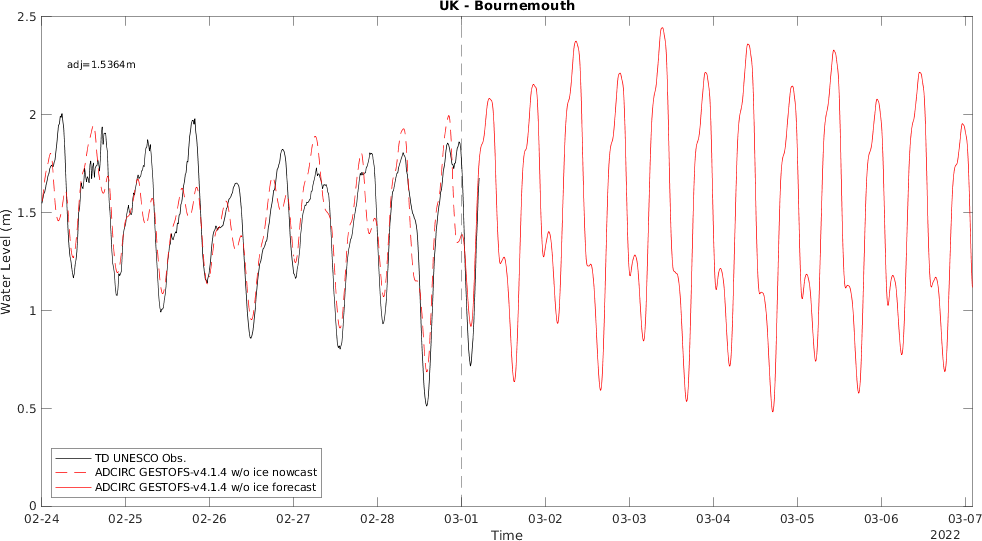 UK - Bournemouth
2.5
adj=1.5364m
2
1.5
Water Level (m)
1
0.5
TD UNESCO Obs.
ADCIRC GESTOFS-v4.1.4 w/o ice nowcast
ADCIRC GESTOFS-v4.1.4 w/o ice forecast
0
02-24 02-25 02-26 02-27 02-28 03-01 03-02 03-03 03-04 03-05 03-06 03-07
Time
2022